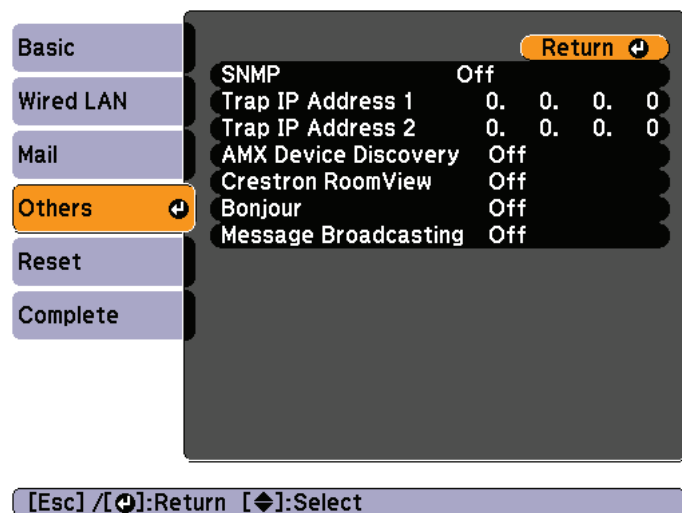 Basic
Wired LAN
Mail
Others
Reset
Complete
Return
SNMP Off
Trap IP Address 1 0. 0. 0. 0
Trap IP Address 2 0. 0. 0. 0
AMX Device Discovery Off
Crestron RoomView Off
Bonjour Off
Message Broadcasting Off
[Esc] /[⏎]:Return [◆]:Select